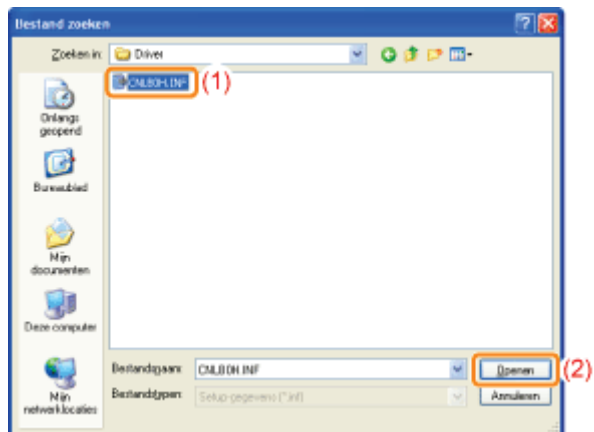 Bestand zoeken
Zoeken in:
Driver
CNLB0H.INF
(1)
Onlangs
geopend
Bureaublad
Mijn
documenten
Deze computer
Mijn
netwerklocaties
Bestandsnaam:
CNLB0H.INF
Openen
(2)
Bestandstypen:
Setup-gegevens (*.inf)
Annuleren